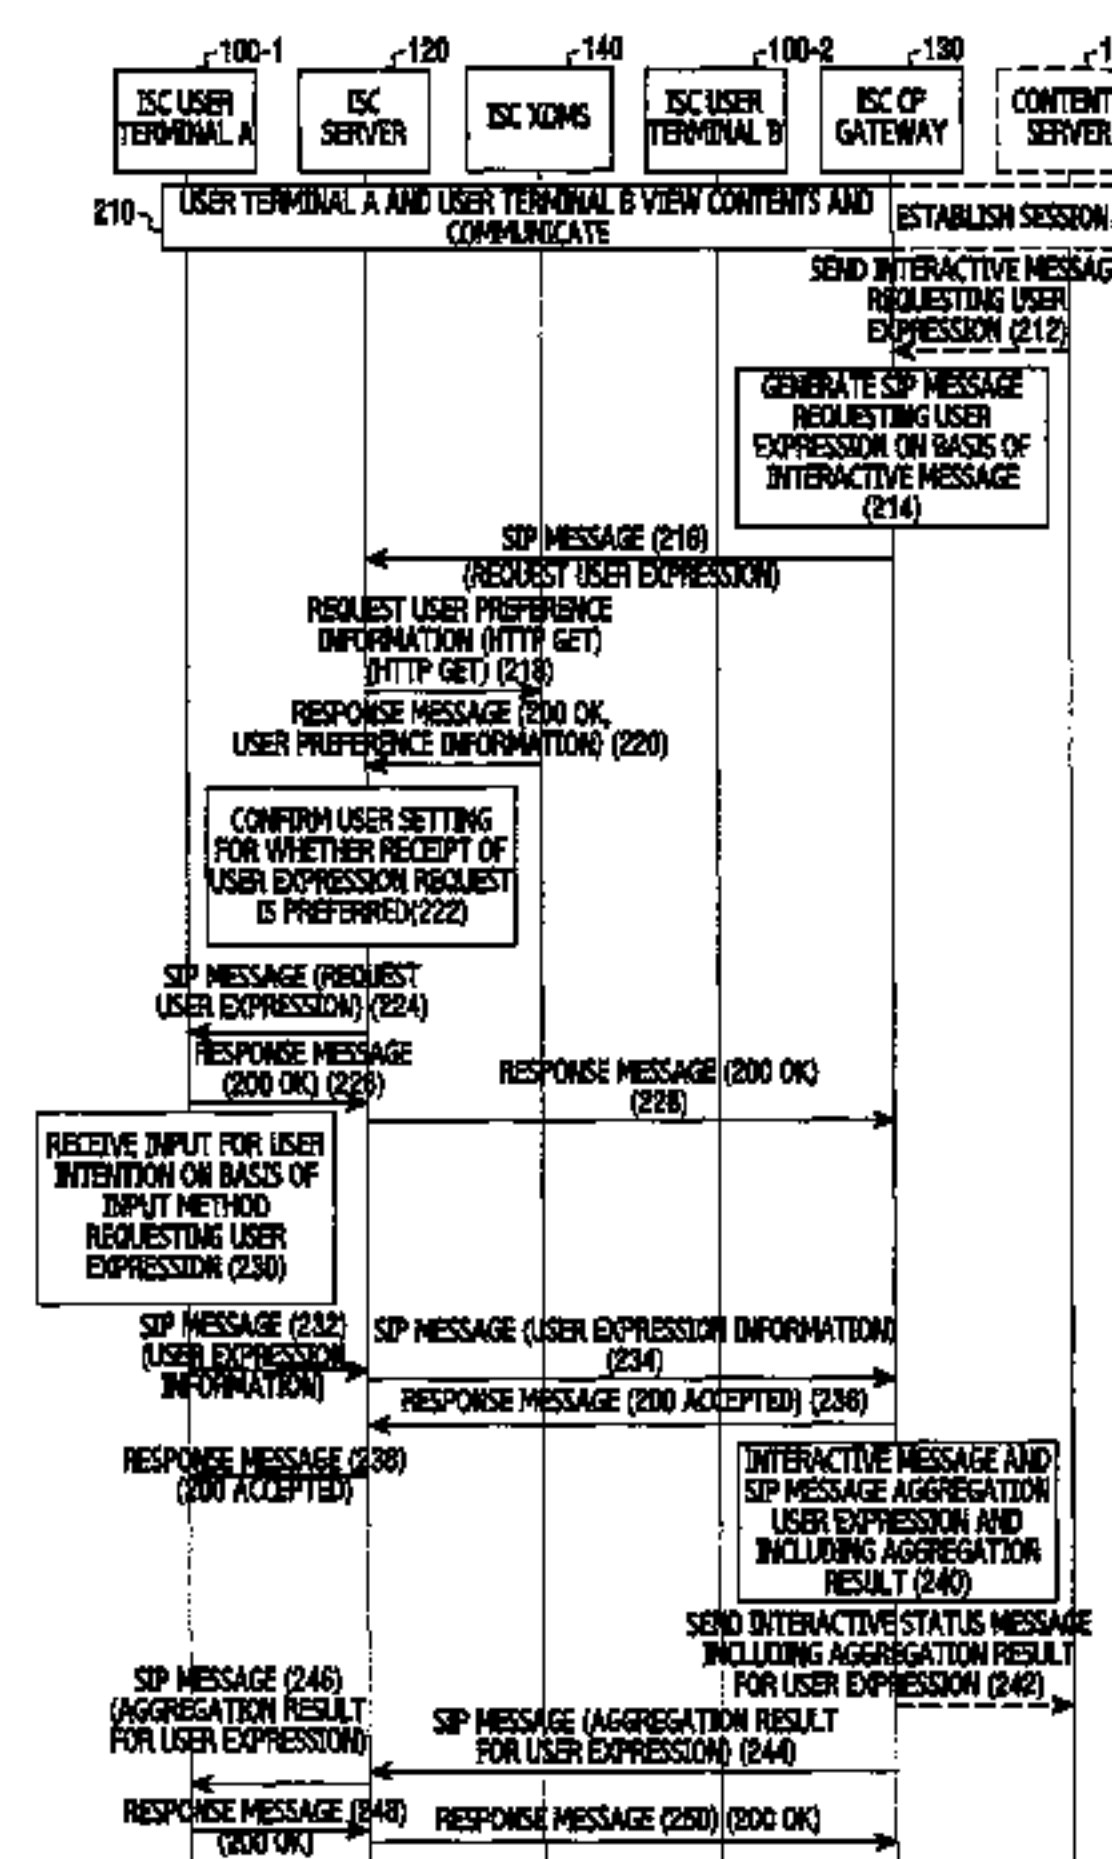 100-1
120
140
100-2
130
ISC USER
TERMINAL A
ISC
SERVER
ISC XDMS
ISC USER
TERMINAL B
ISC CP
GATEWAY
CONTENT
SERVER
210
USER TERMINAL A AND USER TERMINAL B VIEW CONTENTS AND
COMMUNICATE
ESTABLISH SESSION
SEND INTERACTIVE MESSAG
REQUESTING USER
EXPRESSION (212)
GENERATE SIP MESSAGE
REQUESTING USER
EXPRESSION ON BASIS OF
INTERACTIVE MESSAGE
(214)
SIP MESSAGE (216)
(REQUEST USER EXPRESSION)
REQUEST USER PREFERENCE
INFORMATION (HTTP GET)
(HTTP GET) (218)
RESPONSE MESSAGE (200 OK,
USER PREFERENCE INFORMATION) (220)
CONFIRM USER SETTING
FOR WHETHER RECEIPT OF
USER EXPRESSION REQUEST
IS PREFERRED(222)
SIP MESSAGE (REQUEST
USER EXPRESSION) (224)
RESPONSE MESSAGE
(200 OK) (226)
RESPONSE MESSAGE (200 OK)
(228)
RECEIVE INPUT FOR USER
INTENTION ON BASIS OF
INPUT METHOD
REQUESTING USER
EXPRESSION (230)
SIP MESSAGE (232)
(USER EXPRESSION
INFORMATION)
SIP MESSAGE (USER EXPRESSION INFORMATION)
(234)
RESPONSE MESSAGE (200 ACCEPTED) (236)
RESPONSE MESSAGE (238)
(200 ACCEPTED)
INTERACTIVE MESSAGE AND
SIP MESSAGE AGGREGATION
USER EXPRESSION AND
INCLUDING AGGREGATION
RESULT (240)
SEND INTERACTIVE STATUS MESSAGE
INCLUDING AGGREGATION RESULT
FOR USER EXPRESSION (242)
SIP MESSAGE (246)
(AGGREGATION RESULT
FOR USER EXPRESSION)
SIP MESSAGE (AGGREGATION RESULT
FOR USER EXPRESSION) (244)
RESPONSE MESSAGE (248)
(200 OK)
RESPONSE MESSAGE (250) (200 OK)